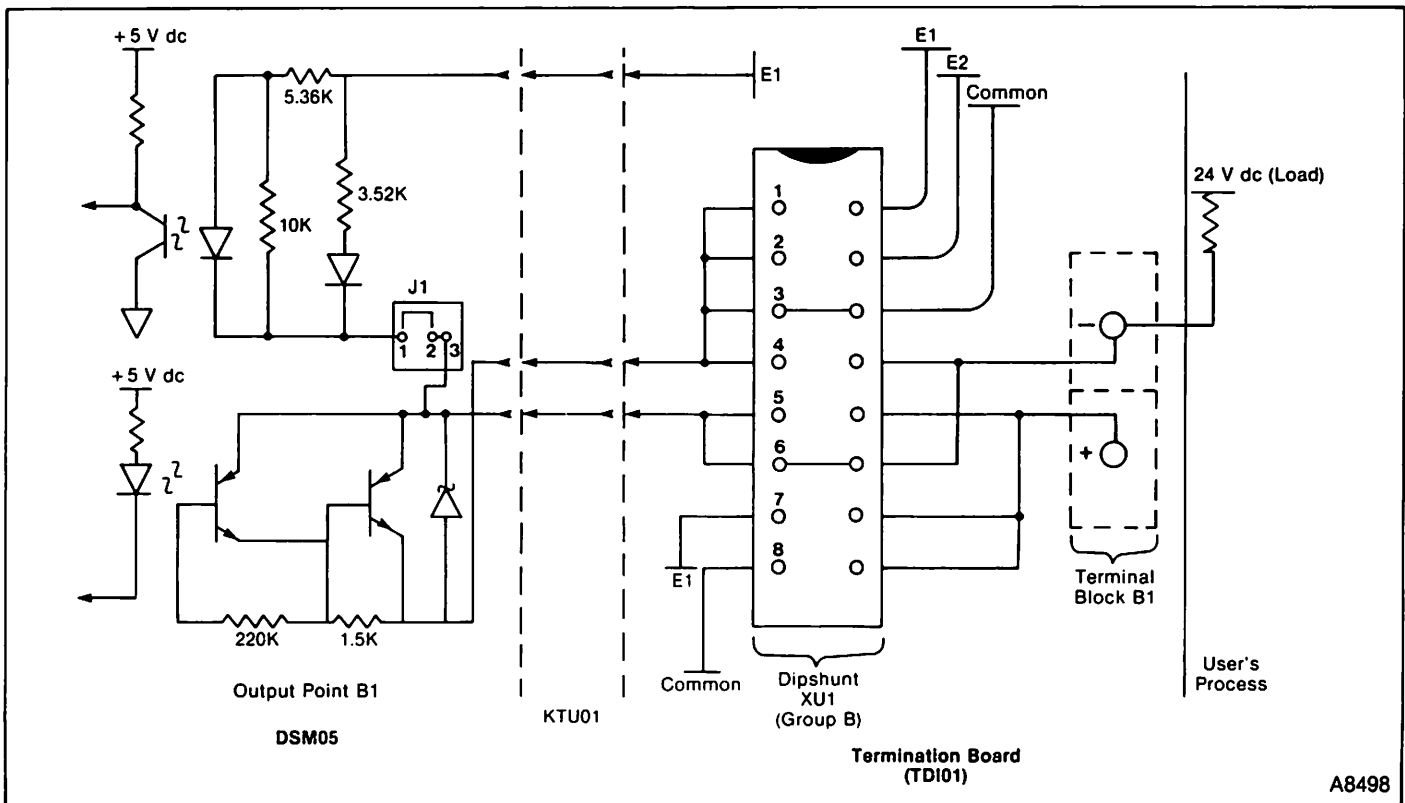 + 5 V dc
5.36K
3.52K
10K
J1
1 2 3
+ 5 V dc
220K
1.5K
Output Point B1
DSM05
KTU01
E1
E1
E2
Common
1
2
3
4
5
6
7
8
E1
Common
Dipshunt
XU1
(Group B)
Termination Board
(TDI01)
24 V dc (Load)
−
+
Terminal
Block B1
User's
Process
A8498